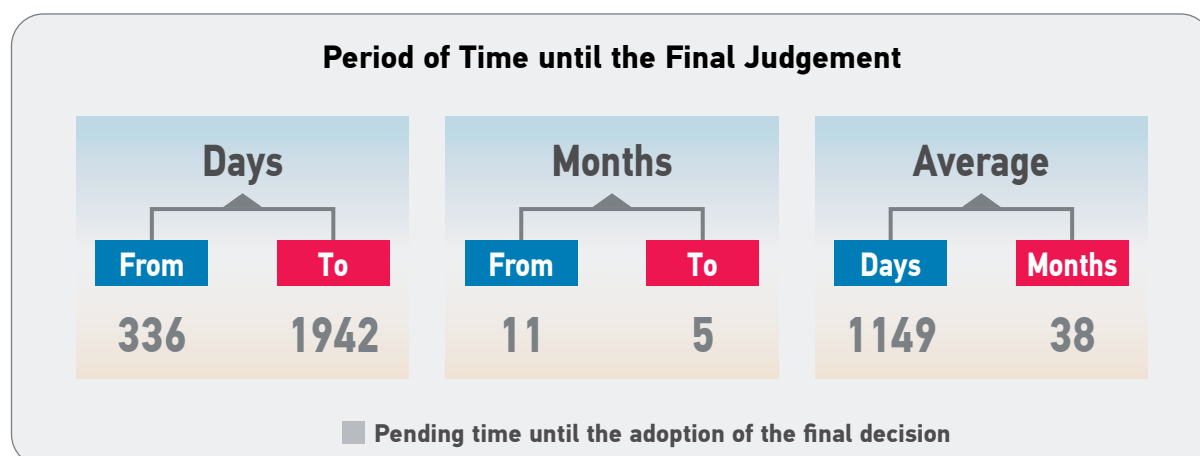 Period of Time until the Final Judgement
Days Months Average
From To From To Days Months
336 1942 11 5 1149 38
Pending time until the adoption of the final decision